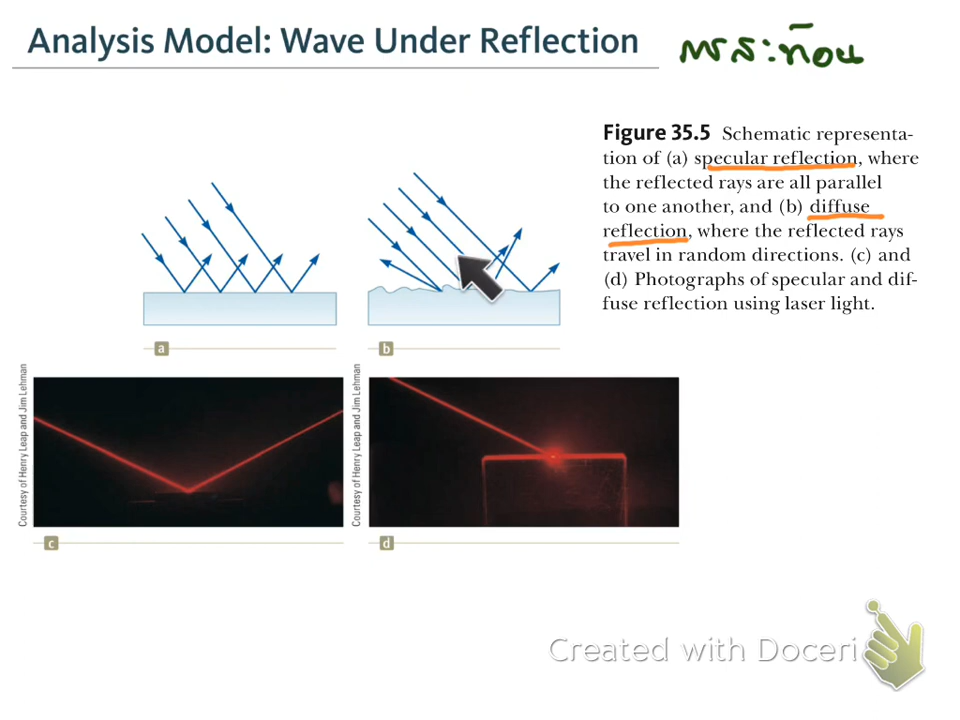 Analysis Model: Wave Under Reflection
การสะท้อน
Figure 35.5 Schematic representa-
tion of (a) specular reflection, where
the reflected rays are all parallel
to one another, and (b) diffuse
reflection, where the reflected rays
travel in random directions. (c) and
(d) Photographs of specular and dif-
fuse reflection using laser light.
a
b
Courtesy of Henry Leap and Jim Lehman
Courtesy of Henry Leap and Jim Lehman
c
d
Created with Doceri